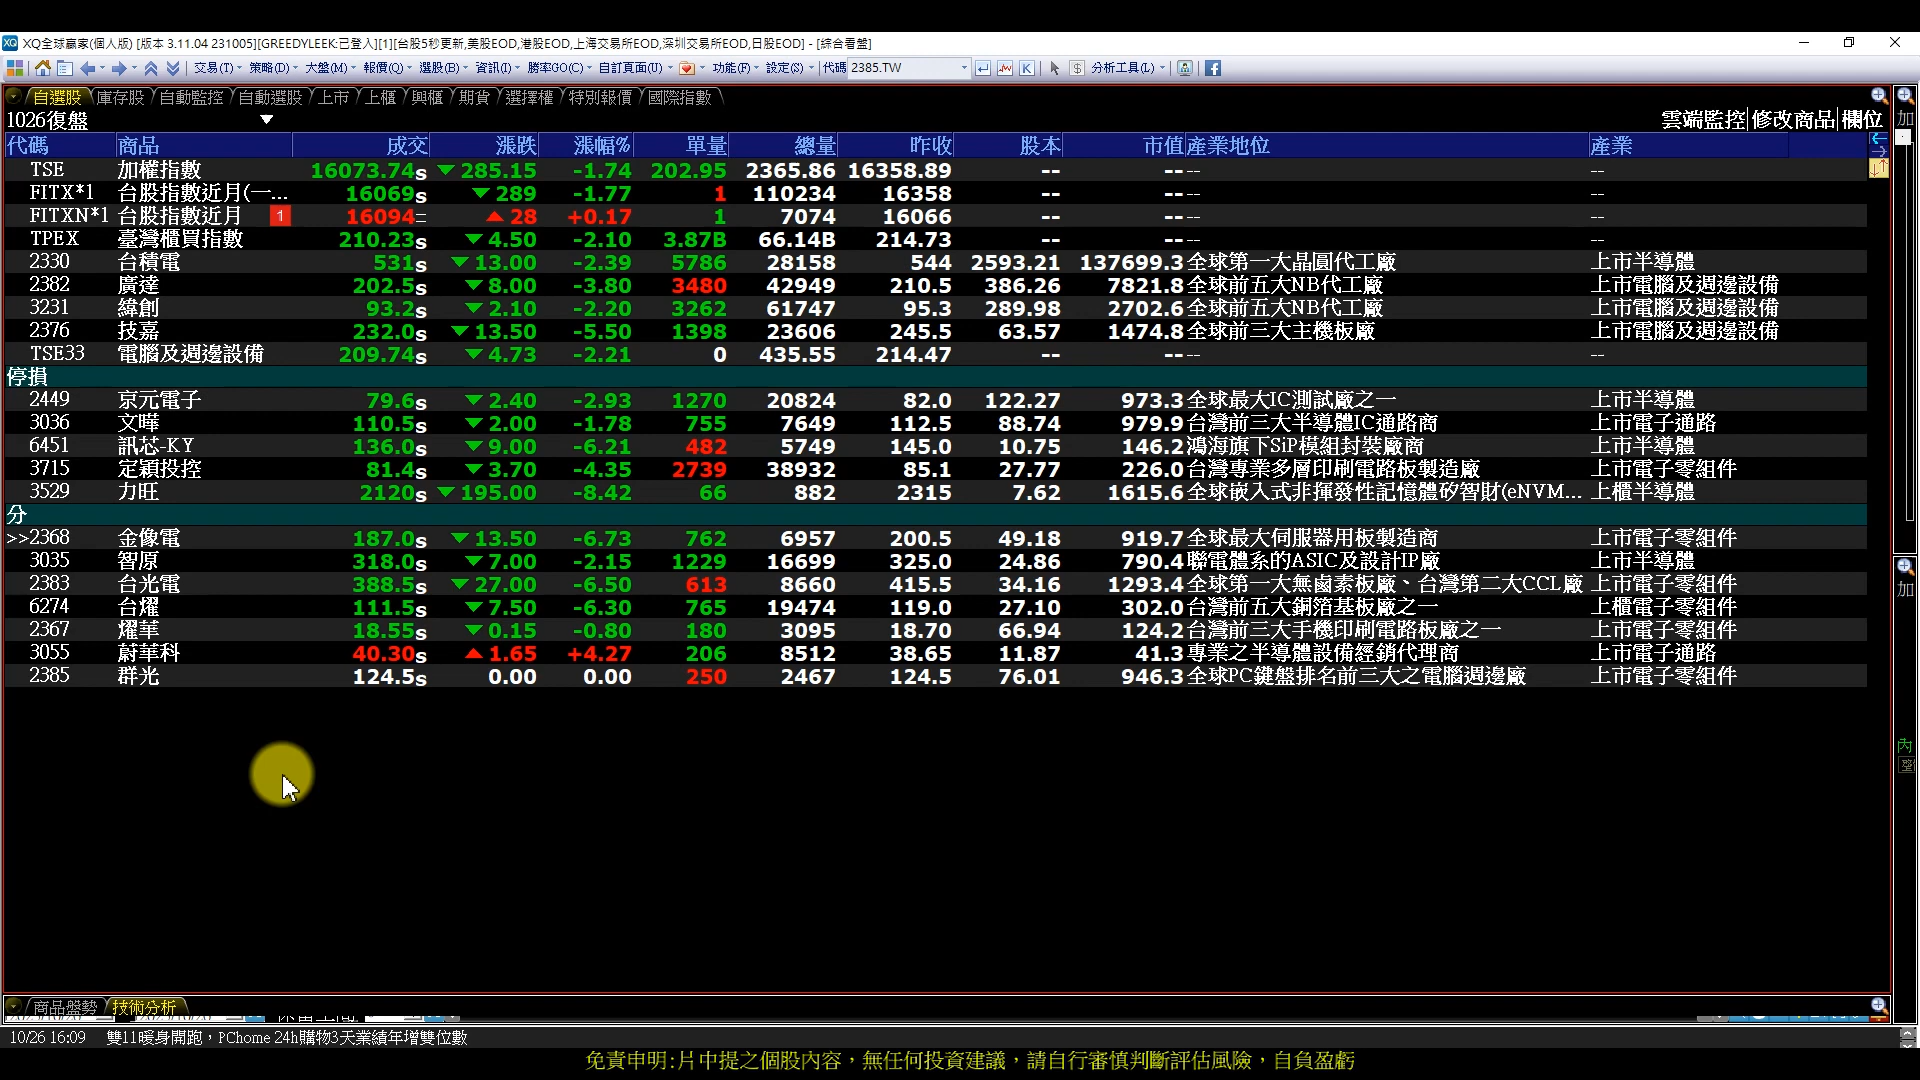 XQ全球贏家(個人版) [版本 3.11.04 231005][GREEDYLEEK:已登入][1][台股5秒更新,美股EOD,港股EOD,上海交易所EOD,深圳交易所EOD,日股EOD] - [綜合看盤]
交易(T) 策略(D) 大盤(M) 報價(Q) 選股(B) 資訊(I) 勝率GO(C) 自訂頁面(U) 功能(F) 設定(S) 代碼 2385.TW K $ 分析工具(L)
自選股 庫存股 自動監控 自動選股 上市 上櫃 興櫃 期貨 選擇權 特別報價 國際指數
1026復盤 雲端監控 修改商品 欄位 加
代碼 商品 成交 漲跌 漲幅% 單量 總量 昨收 股本 市值 產業地位 產業
TSE 加權指數 16073.74s ▼285.15 -1.74 202.95 2365.86 16358.89 -- -- -- --
FITX*1 台股指數近月(一... 16069s ▼289 -1.77 1 110234 16358 -- -- -- --
FITXN*1 台股指數近月 1 16094 ▲28 +0.17 1 7074 16066 -- -- -- --
TPEX 臺灣櫃買指數 210.23s ▼4.50 -2.10 3.87B 66.14B 214.73 -- -- -- --
2330 台積電 531s ▼13.00 -2.39 5786 28158 544 2593.21 137699.3 全球第一大晶圓代工廠 上市半導體
2382 廣達 202.5s ▼8.00 -3.80 3480 42949 210.5 386.26 7821.8 全球前五大NB代工廠 上市電腦及週邊設備
3231 緯創 93.2s ▼2.10 -2.20 3262 61747 95.3 289.98 2702.6 全球前五大NB代工廠 上市電腦及週邊設備
2376 技嘉 232.0s ▼13.50 -5.50 1398 23606 245.5 63.57 1474.8 全球前三大主機板廠 上市電腦及週邊設備
TSE33 電腦及週邊設備 209.74s ▼4.73 -2.21 0 435.55 214.47 -- -- -- --
停損
2449 京元電子 79.6s ▼2.40 -2.93 1270 20824 82.0 122.27 973.3 全球最大IC測試廠之一 上市半導體
3036 文曄 110.5s ▼2.00 -1.78 755 7649 112.5 88.74 979.9 台灣前三大半導體IC通路商 上市電子通路
6451 訊芯-KY 136.0s ▼9.00 -6.21 482 5749 145.0 10.75 146.2 鴻海旗下SiP模組封裝廠商 上市半導體
3715 定穎投控 81.4s ▼3.70 -4.35 2739 38932 85.1 27.77 226.0 台灣專業多層印刷電路板製造廠 上市電子零組件
3529 力旺 2120s ▼195.00 -8.42 66 882 2315 7.62 1615.6 全球嵌入式非揮發性記憶體矽智財(eNVM... 上櫃半導體
分
>>2368 金像電 187.0s ▼13.50 -6.73 762 6957 200.5 49.18 919.7 全球最大伺服器用板製造商 上市電子零組件
3035 智原 318.0s ▼7.00 -2.15 1229 16699 325.0 24.86 790.4 聯電體系的ASIC及設計IP廠 上市半導體
2383 台光電 388.5s ▼27.00 -6.50 613 8660 415.5 34.16 1293.4 全球第一大無鹵素板廠、台灣第二大CCL廠 上市電子零組件
6274 台燿 111.5s ▼7.50 -6.30 765 19474 119.0 27.10 302.0 台灣前五大銅箔基板廠之一 上櫃電子零組件
2367 燿華 18.55s ▼0.15 -0.80 180 3095 18.70 66.94 124.2 台灣前三大手機印刷電路板廠之一 上市電子零組件
3055 蔚華科 40.30s ▲1.65 +4.27 206 8512 38.65 11.87 41.3 專業之半導體設備經銷代理商 上市電子通路
2385 群光 124.5s 0.00 0.00 250 2467 124.5 76.01 946.3 全球PC鍵盤排名前三大之電腦週邊廠 上市電子零組件
加
內
商品盤勢 技術分析
10/26 16:09 雙11暖身開跑，PChome 24h購物3天業績年增雙位數
免責申明:片中提之個股內容，無任何投資建議，請自行審慎判斷評估風險，自負盈虧